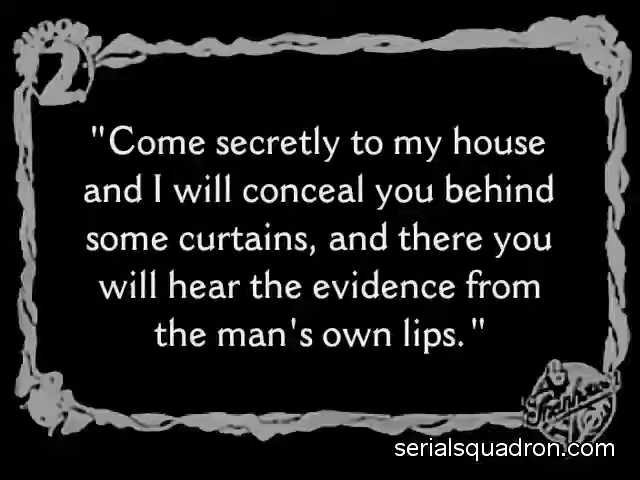 2
"Come secretly to my house
and I will conceal you behind
some curtains, and there you
will hear the evidence from
the man's own lips."
serialsquadron.com